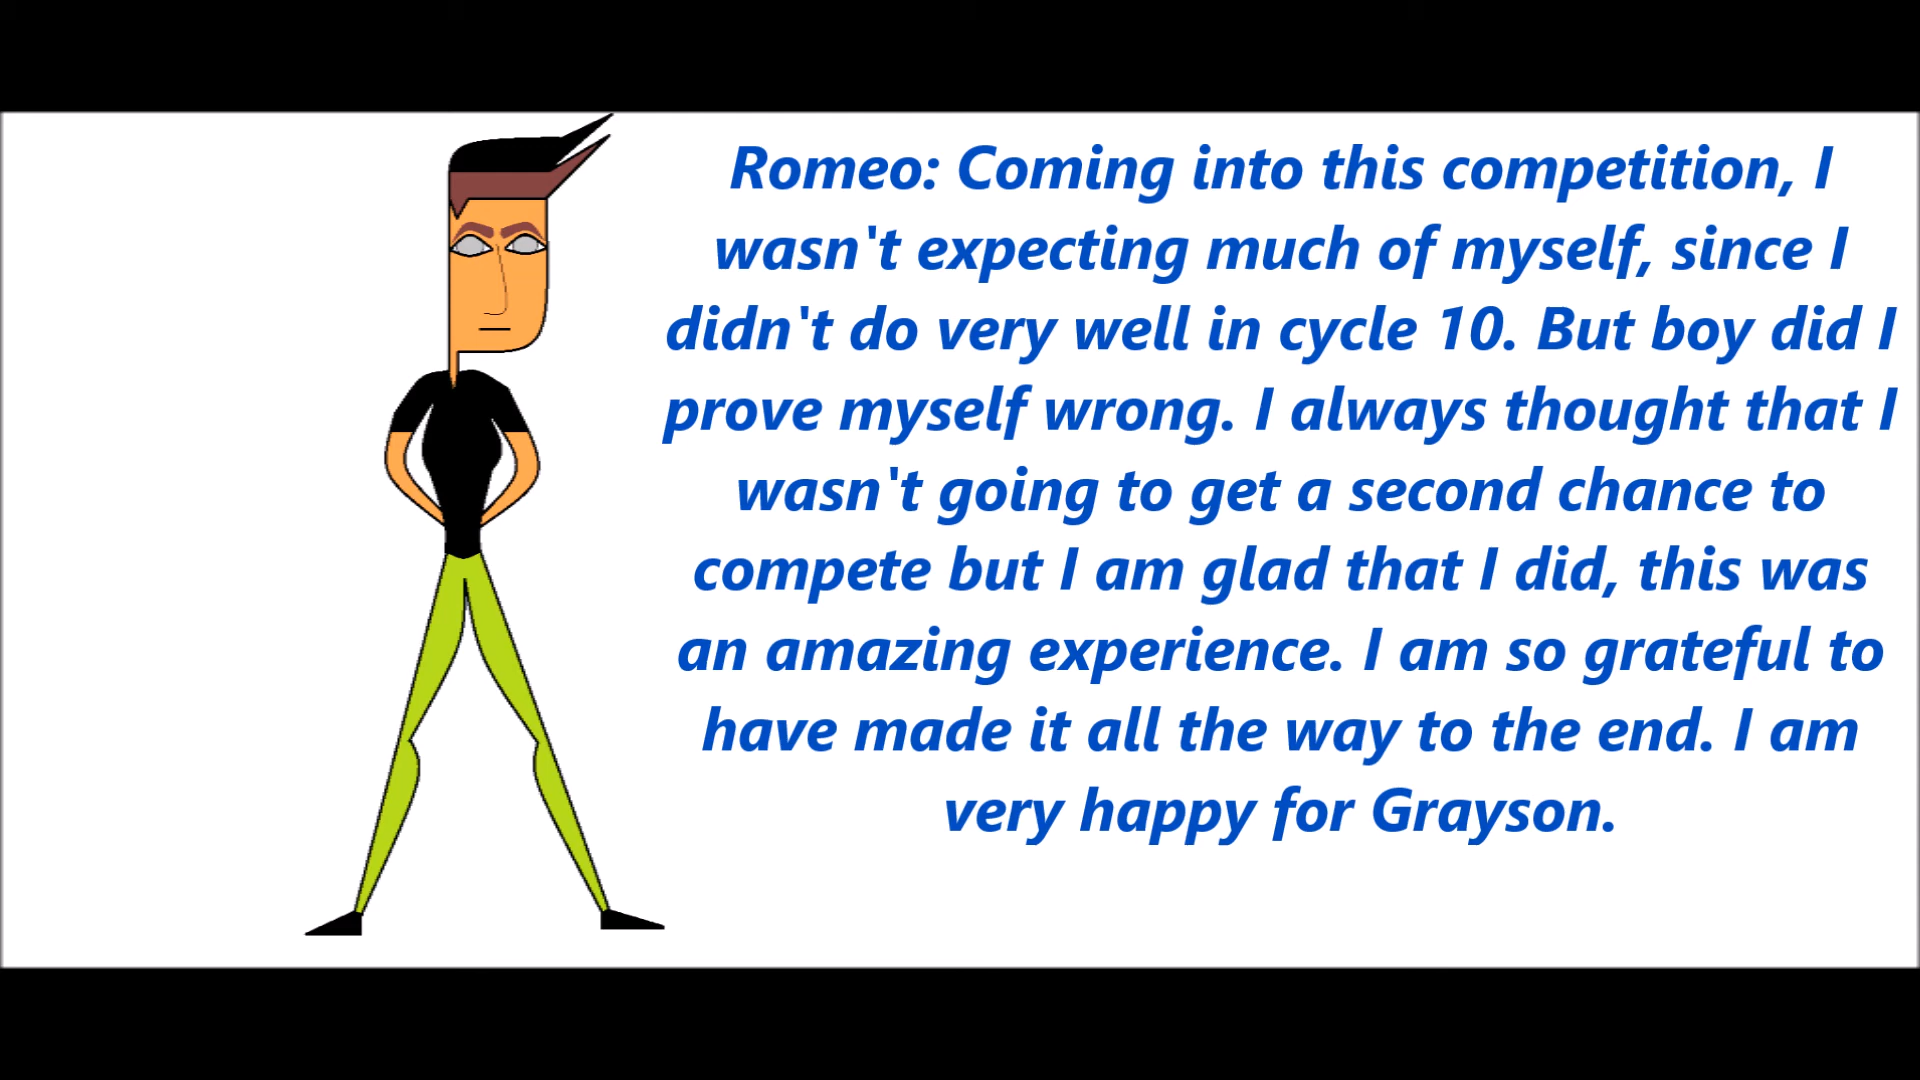 Romeo: Coming into this competition, I
wasn't expecting much of myself, since I
didn't do very well in cycle 10. But boy did I
prove myself wrong. I always thought that I
wasn't going to get a second chance to
compete but I am glad that I did, this was
an amazing experience. I am so grateful to
have made it all the way to the end. I am
very happy for Grayson.